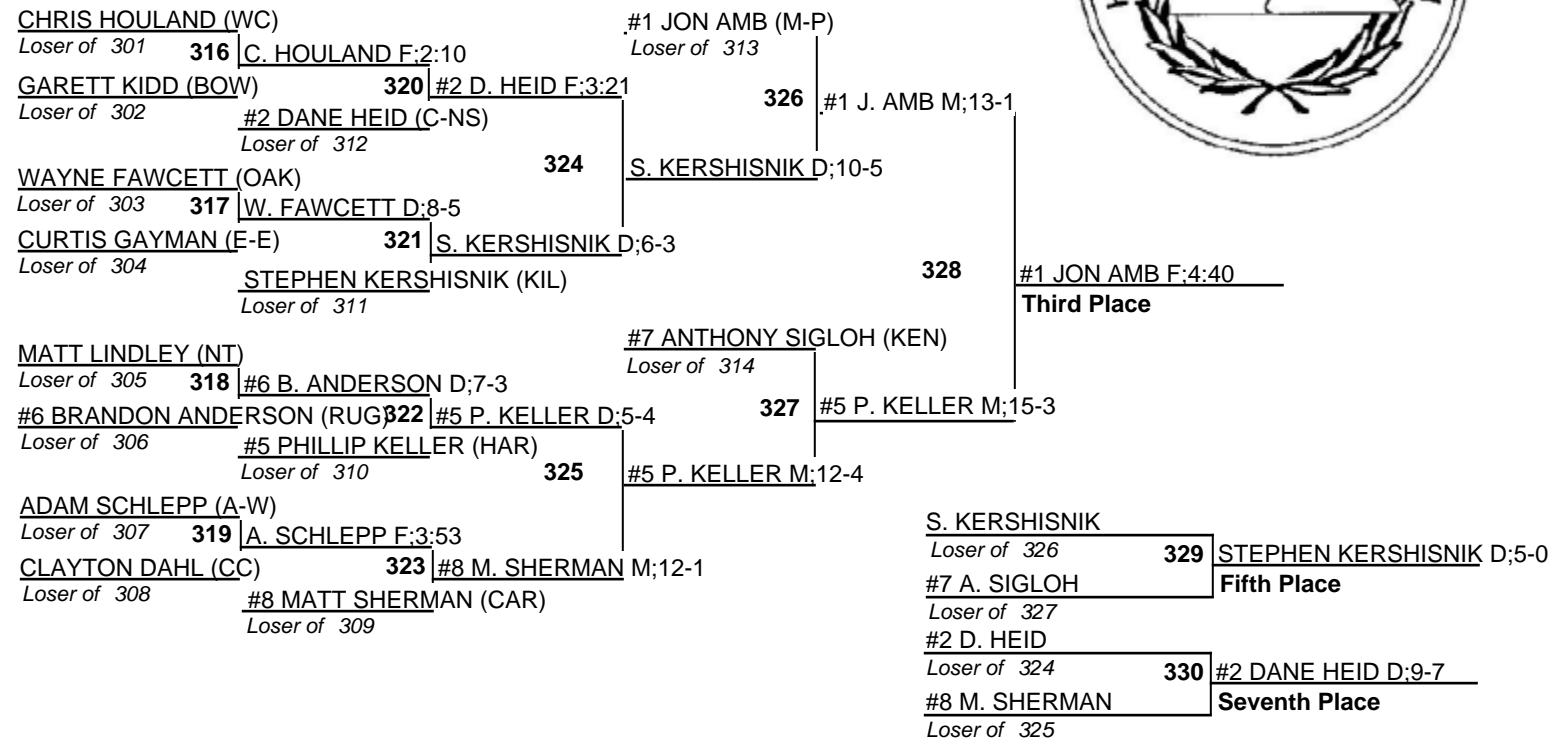 CHRIS HOULAND (WC)
Loser of 301
316 C. HOULAND F;2:10
GARETT KIDD (BOW)
Loser of 302
320 #2 D. HEID F;3:21
#2 DANE HEID (C-NS)
Loser of 312
324 S. KERSHISNIK D;10-5
WAYNE FAWCETT (OAK)
Loser of 303
317 W. FAWCETT D;8-5
CURTIS GAYMAN (E-E)
Loser of 304
321 S. KERSHISNIK D;6-3
STEPHEN KERSHISNIK (KIL)
Loser of 311
MATT LINDLEY (NT)
Loser of 305
318 #6 B. ANDERSON D;7-3
#6 BRANDON ANDERSON (RUG)
Loser of 306
322 #5 P. KELLER D;5-4
#5 PHILLIP KELLER (HAR)
Loser of 310
325 #5 P. KELLER M;12-4
ADAM SCHLEPP (A-W)
Loser of 307
319 A. SCHLEPP F;3:53
CLAYTON DAHL (CC)
Loser of 308
323 #8 M. SHERMAN M;12-1
#8 MATT SHERMAN (CAR)
Loser of 309
#1 JON AMB (M-P)
Loser of 313
326 #1 J. AMB M;13-1
328 #1 JON AMB F;4:40
Third Place
#7 ANTHONY SIGLOH (KEN)
Loser of 314
327 #5 P. KELLER M;15-3
S. KERSHISNIK
Loser of 326
329 STEPHEN KERSHISNIK D;5-0
#7 A. SIGLOH
Fifth Place
Loser of 327
#2 D. HEID
Loser of 324
330 #2 DANE HEID D;9-7
#8 M. SHERMAN
Seventh Place
Loser of 325